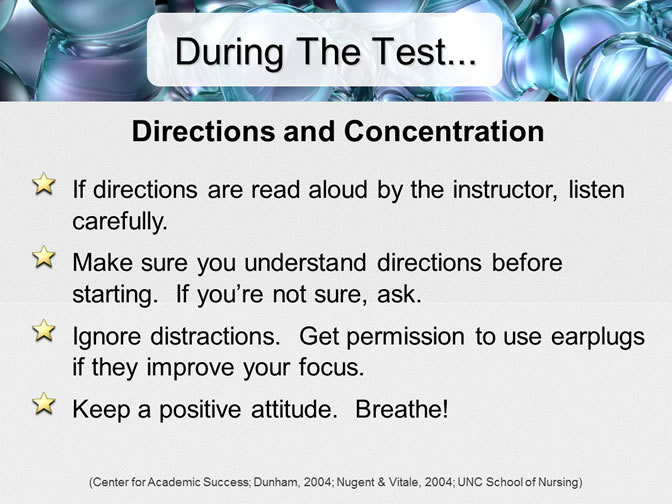 During The Test...
Directions and Concentration
If directions are read aloud by the instructor, listen
carefully.
Make sure you understand directions before
starting.  If you're not sure, ask.
Ignore distractions.  Get permission to use earplugs
if they improve your focus.
Keep a positive attitude.  Breathe!
(Center for Academic Success; Dunham, 2004; Nugent & Vitale, 2004; UNC School of Nursing)